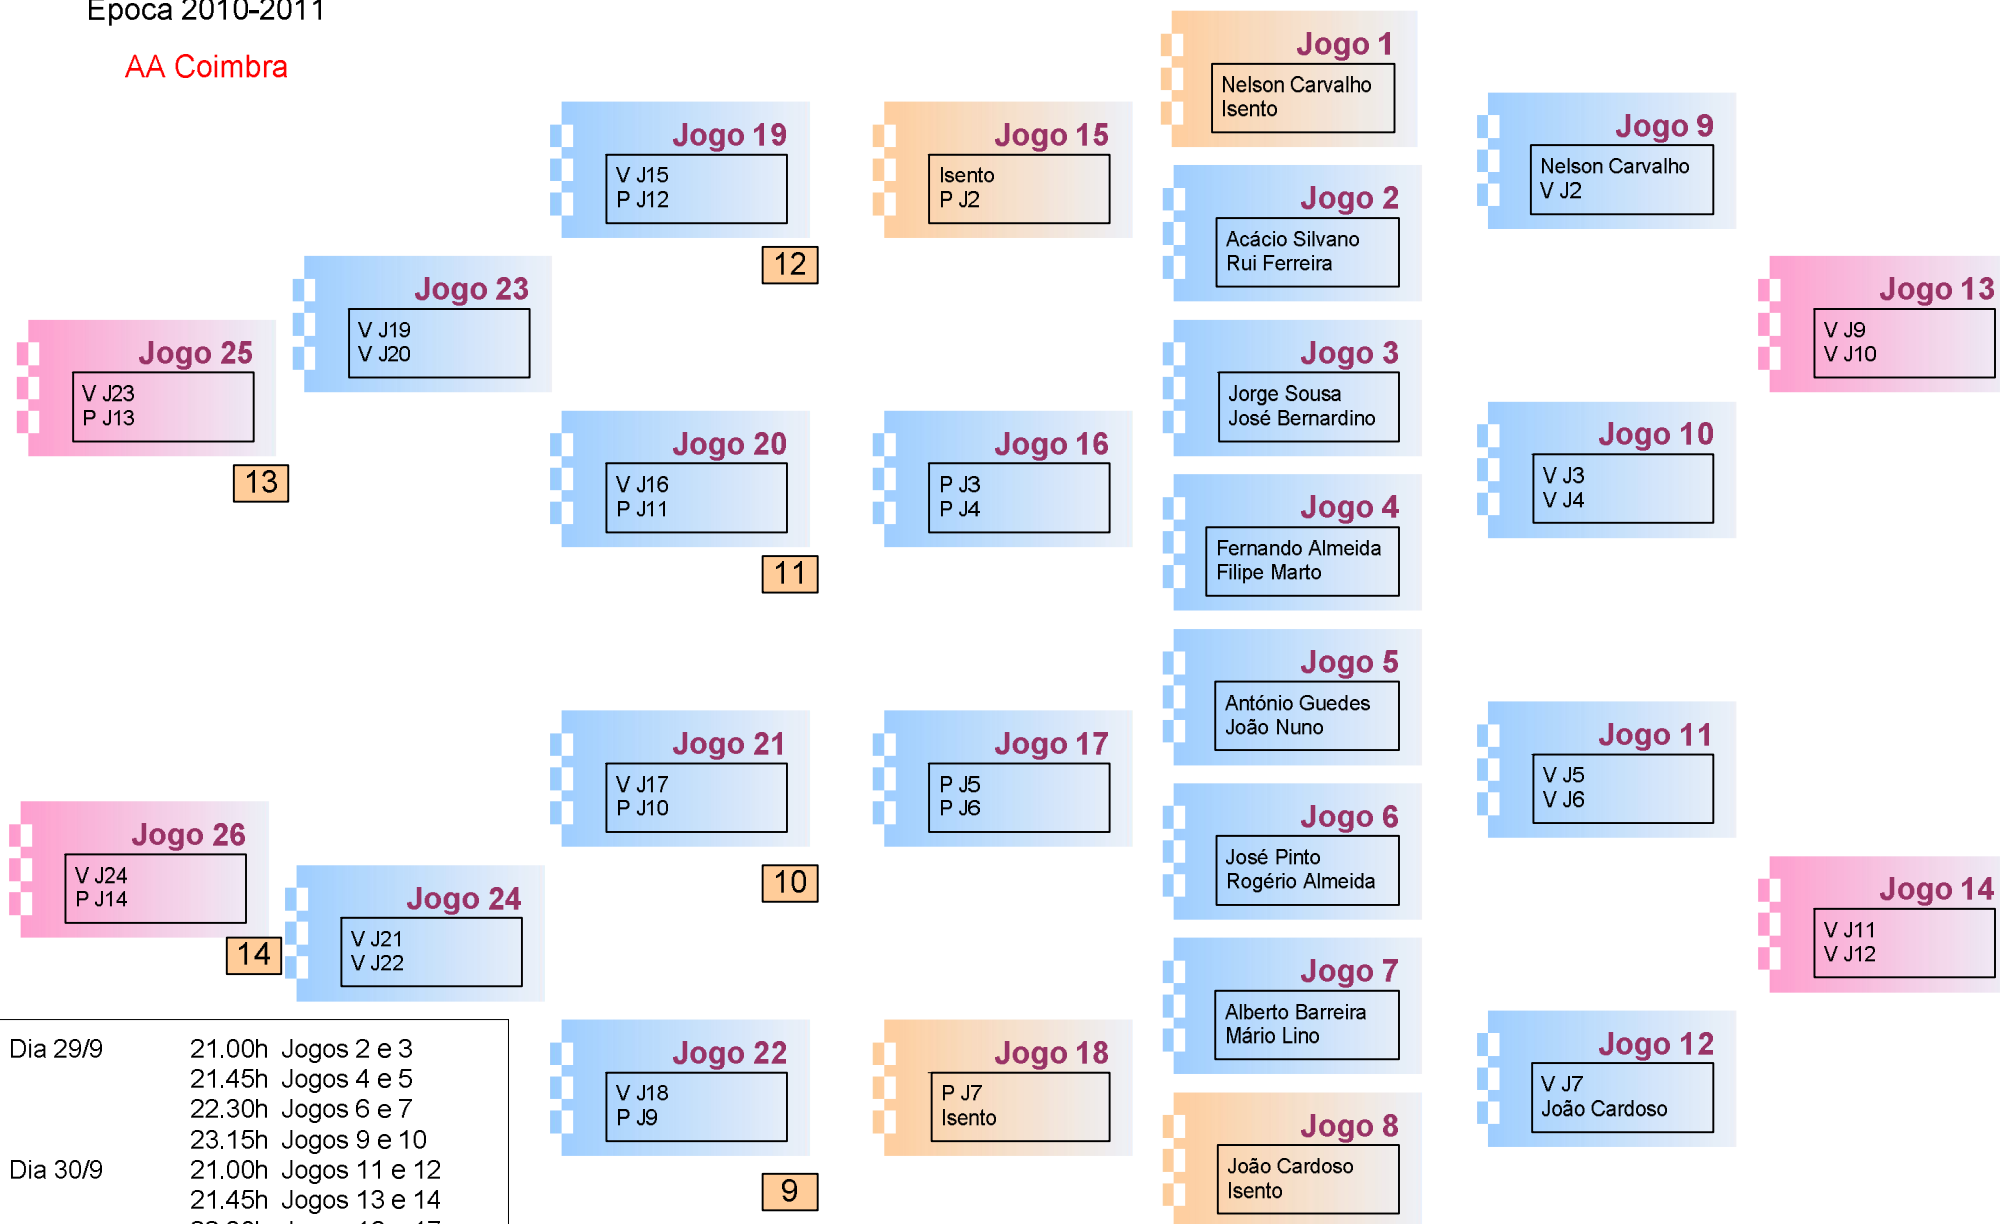 Epoca 2010-2011
AA Coimbra
Jogo 1
Nelson Carvalho
Isento
Jogo 19
V J15
P J12
12
Jogo 15
Isento
P J2
Jogo 9
Nelson Carvalho
V J2
Jogo 2
Acácio Silvano
Rui Ferreira
Jogo 23
V J19
V J20
Jogo 13
V J9
V J10
Jogo 25
V J23
P J13
13
Jogo 3
Jorge Sousa
José Bernardino
Jogo 20
V J16
P J11
11
Jogo 16
P J3
P J4
Jogo 10
V J3
V J4
Jogo 4
Fernando Almeida
Filipe Marto
Jogo 5
António Guedes
João Nuno
Jogo 21
V J17
P J10
10
Jogo 17
P J5
P J6
Jogo 11
V J5
V J6
Jogo 6
José Pinto
Rogério Almeida
Jogo 26
V J24
P J14
14
Jogo 24
V J21
V J22
Jogo 14
V J11
V J12
Jogo 7
Alberto Barreira
Mário Lino
Jogo 22
V J18
P J9
9
Jogo 18
P J7
Isento
Jogo 12
V J7
João Cardoso
Jogo 8
João Cardoso
Isento
Dia 29/9 21.00h Jogos 2 e 3
21.45h Jogos 4 e 5
22.30h Jogos 6 e 7
23.15h Jogos 9 e 10
Dia 30/9 21.00h Jogos 11 e 12
21.45h Jogos 13 e 14